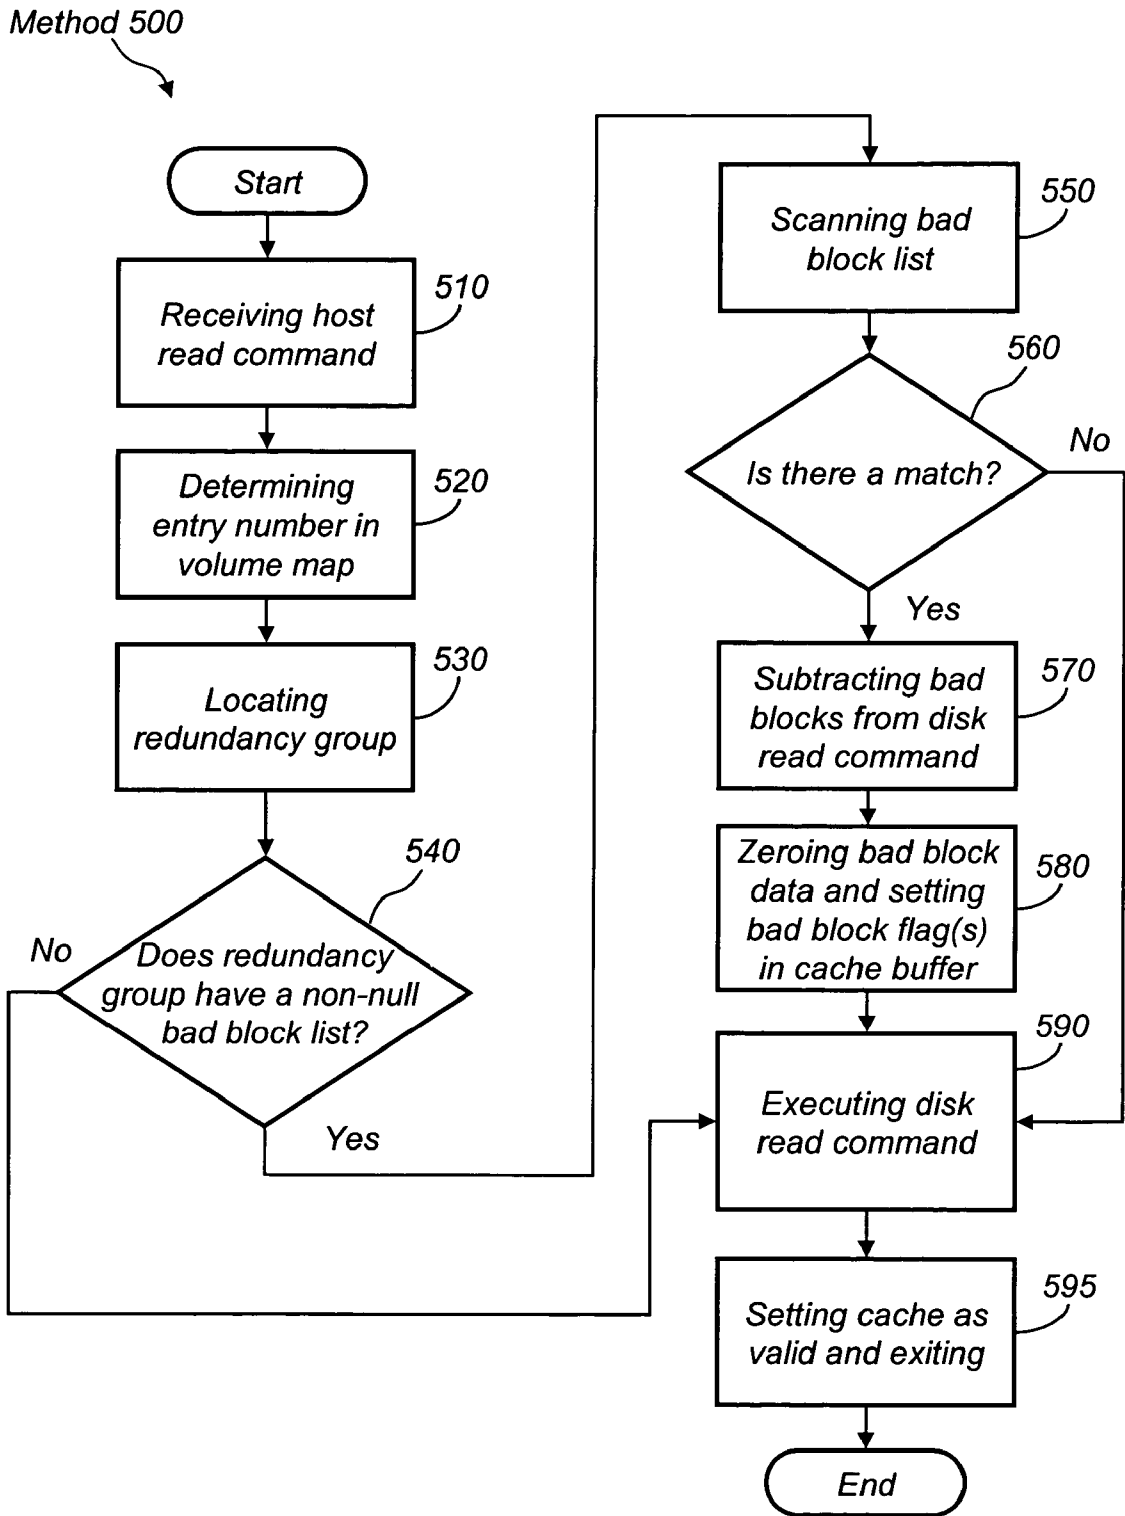 Method 500
Start
510
Receiving host
read command
520
Determining
entry number in
volume map
530
Locating
redundancy group
540
No
Does redundancy
group have a non-null
bad block list?
Yes
550
Scanning bad
block list
560
No
Is there a match?
Yes
570
Subtracting bad
blocks from disk
read command
580
Zeroing bad block
data and setting
bad block flag(s)
in cache buffer
590
Executing disk
read command
595
Setting cache as
valid and exiting
End